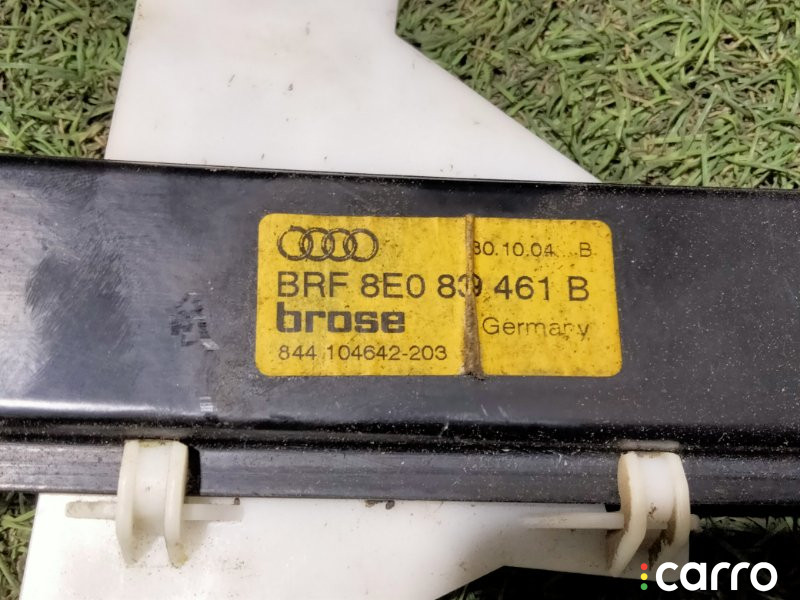 30.10.04 B
BRF 8E0 839 461 B
brose Germany
844 104642-203
carro